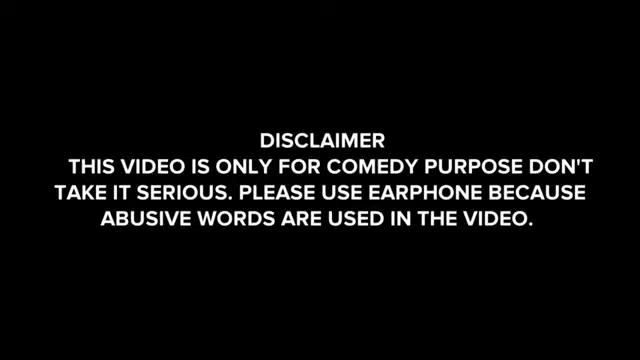 DISCLAIMER
THIS VIDEO IS ONLY FOR COMEDY PURPOSE DON'T
TAKE IT SERIOUS. PLEASE USE EARPHONE BECAUSE
ABUSIVE WORDS ARE USED IN THE VIDEO.